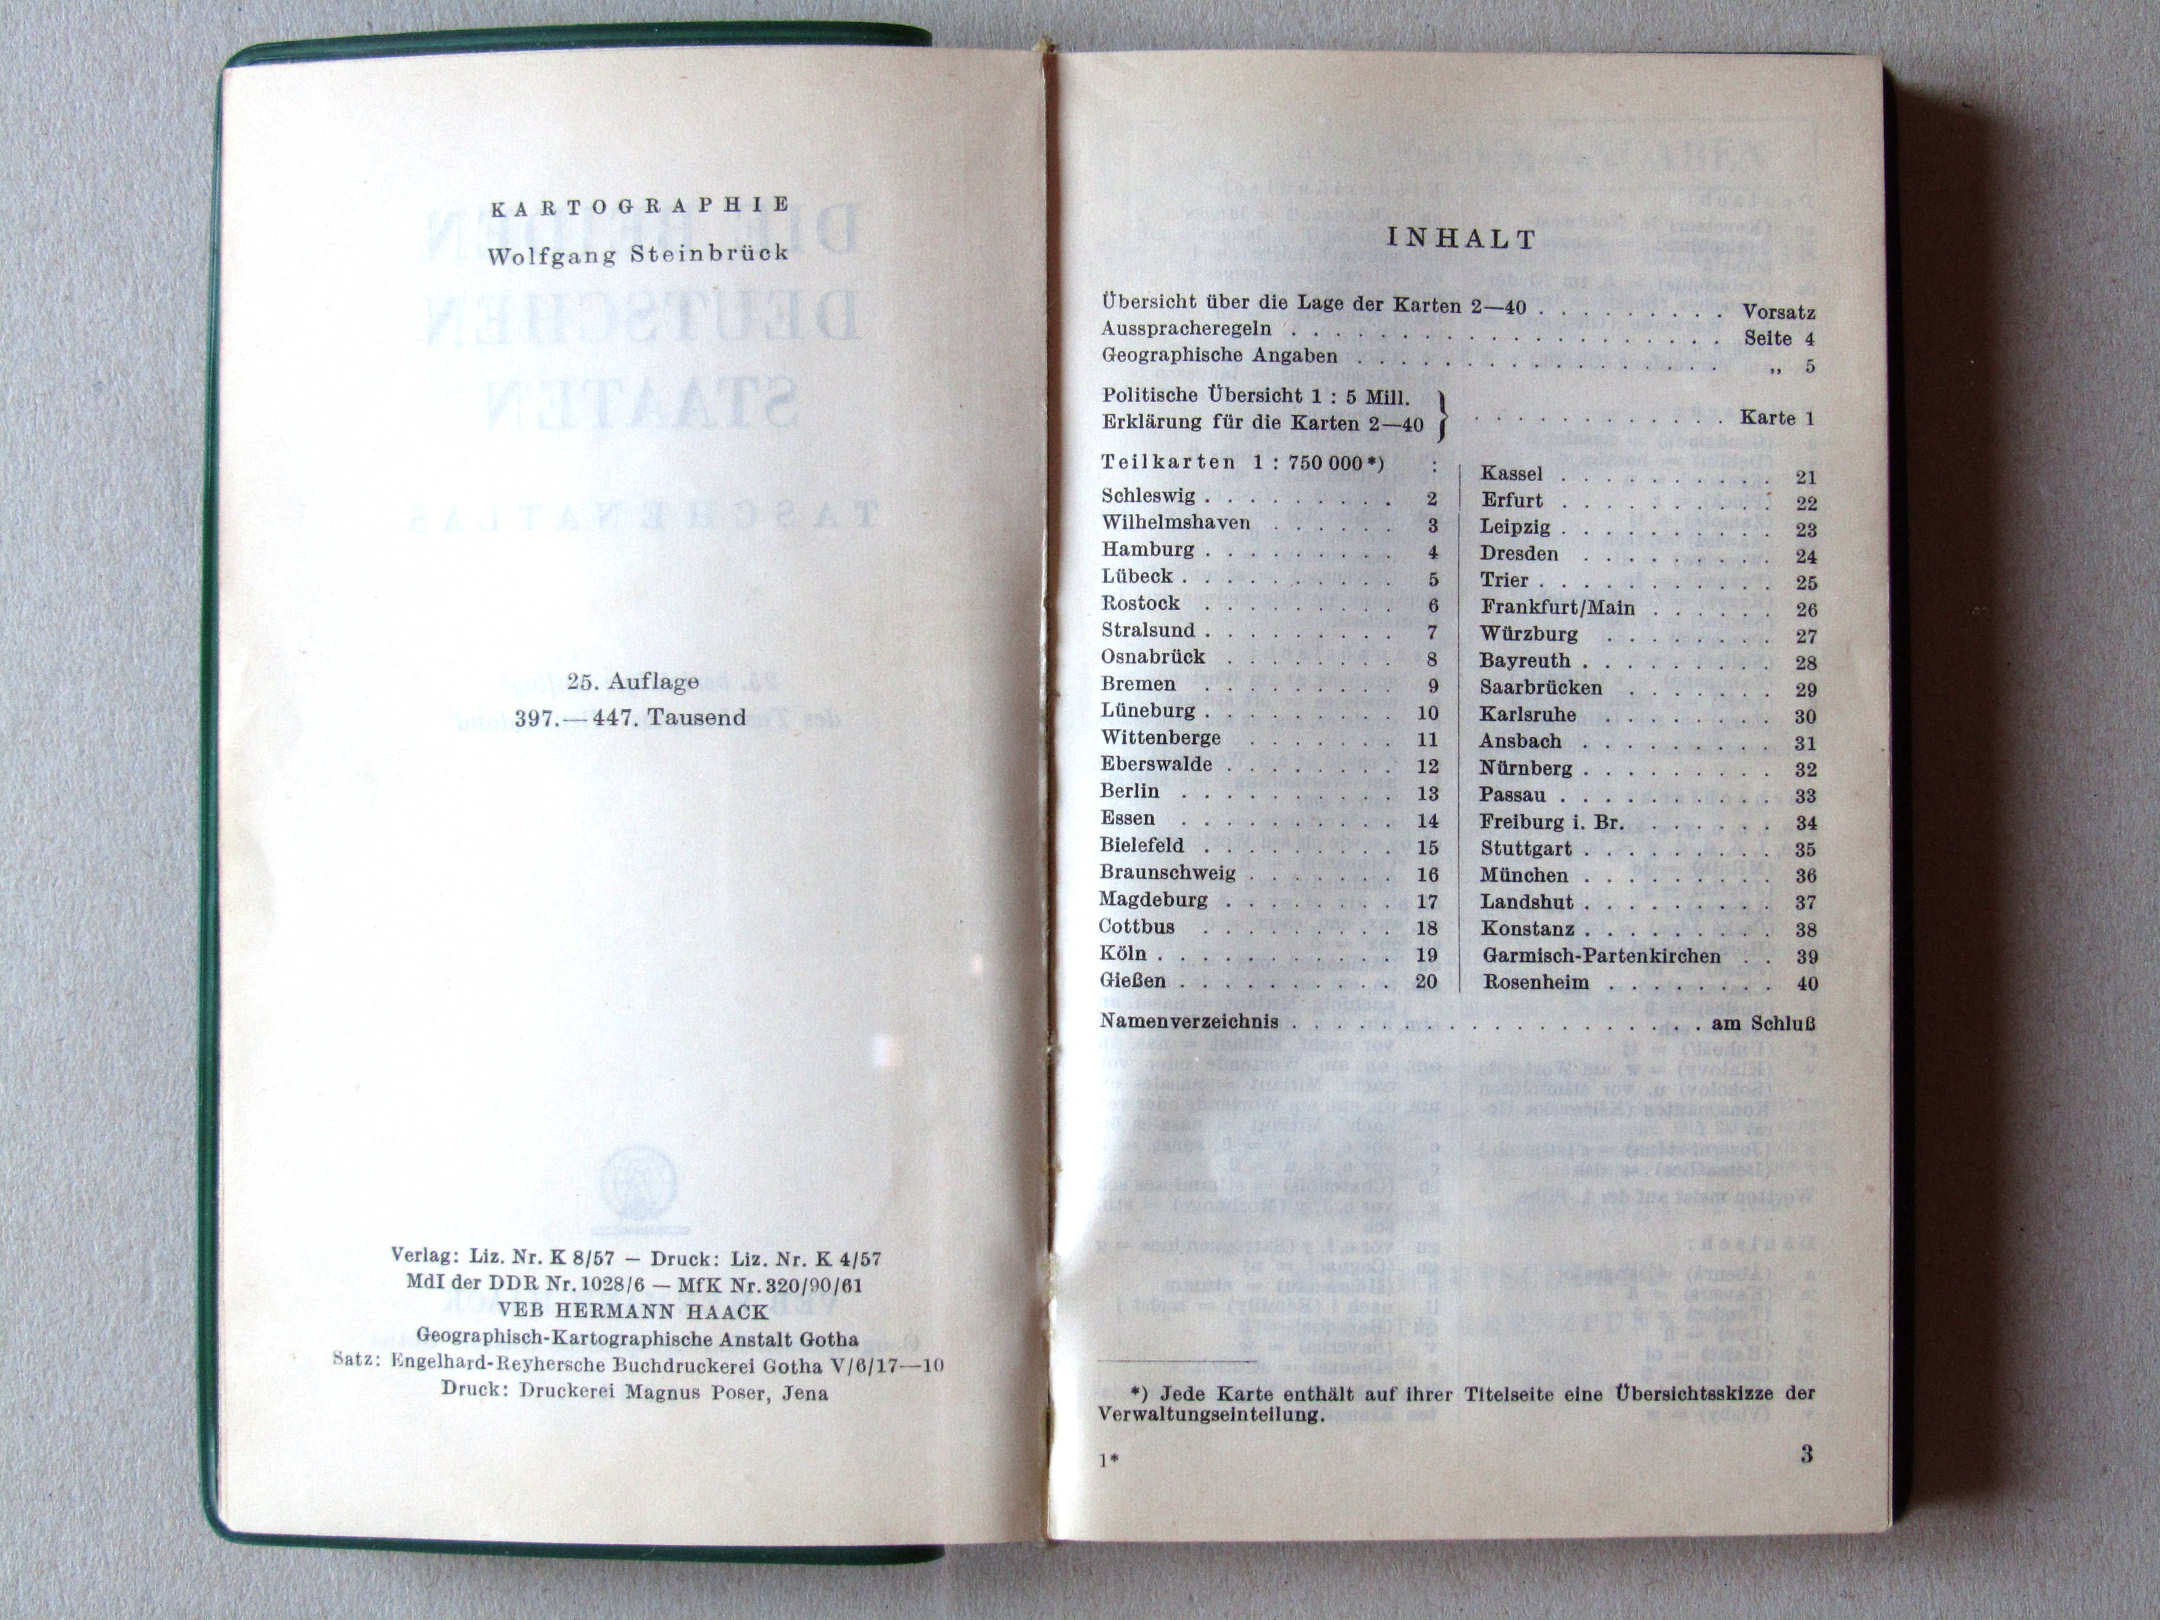 KARTOGRAPHIE
Wolfgang Steinbrück
25. Auflage
397.—447. Tausend
Verlag: Liz. Nr. K 8/57 — Druck: Liz. Nr. K 4/57
MdI der DDR Nr. 1028/6 — MfK Nr. 320/90/61
VEB HERMANN HAACK
Geographisch-Kartographische Anstalt Gotha
Satz: Engelhard-Reyhersche Buchdruckerei Gotha V/6/17—10
Druck: Druckerei Magnus Poser, Jena
INHALT
Übersicht über die Lage der Karten 2—40 . . . . . . . . . Vorsatz
Ausspracheregeln . . . . . . . . . . . . . . . . . . . Seite 4
Geographische Angaben . . . . . . . . . . . . . . . . . „ 5
Politische Übersicht 1 : 5 Mill.
Erklärung für die Karten 2—40 } . . . . . . . . . . . . Karte 1
Teilkarten 1 : 750 000*) :
Schleswig . . . . . . . . . 2
Wilhelmshaven . . . . . . 3
Hamburg . . . . . . . . . 4
Lübeck . . . . . . . . . . 5
Rostock . . . . . . . . . 6
Stralsund . . . . . . . . . 7
Osnabrück . . . . . . . . 8
Bremen . . . . . . . . . 9
Lüneburg . . . . . . . . . 10
Wittenberge . . . . . . . 11
Eberswalde . . . . . . . . 12
Berlin . . . . . . . . . . 13
Essen . . . . . . . . . . 14
Bielefeld . . . . . . . . . 15
Braunschweig . . . . . . . 16
Magdeburg . . . . . . . . 17
Cottbus . . . . . . . . . 18
Köln . . . . . . . . . . . 19
Gießen . . . . . . . . . . 20
Kassel . . . . . . . . . . 21
Erfurt . . . . . . . . . . 22
Leipzig . . . . . . . . . . 23
Dresden . . . . . . . . . 24
Trier . . . . . . . . . . . 25
Frankfurt/Main . . . . . . 26
Würzburg . . . . . . . . 27
Bayreuth . . . . . . . . . 28
Saarbrücken . . . . . . . 29
Karlsruhe . . . . . . . . 30
Ansbach . . . . . . . . . 31
Nürnberg . . . . . . . . . 32
Passau . . . . . . . . . . 33
Freiburg i. Br. . . . . . . 34
Stuttgart . . . . . . . . . 35
München . . . . . . . . . 36
Landshut . . . . . . . . . 37
Konstanz . . . . . . . . . 38
Garmisch-Partenkirchen . . 39
Rosenheim . . . . . . . . 40
Namenverzeichnis . . . . . . . . . . . . . . . . . . . am Schluß
*) Jede Karte enthält auf ihrer Titelseite eine Übersichtsskizze der
Verwaltungseinteilung.
1*
3